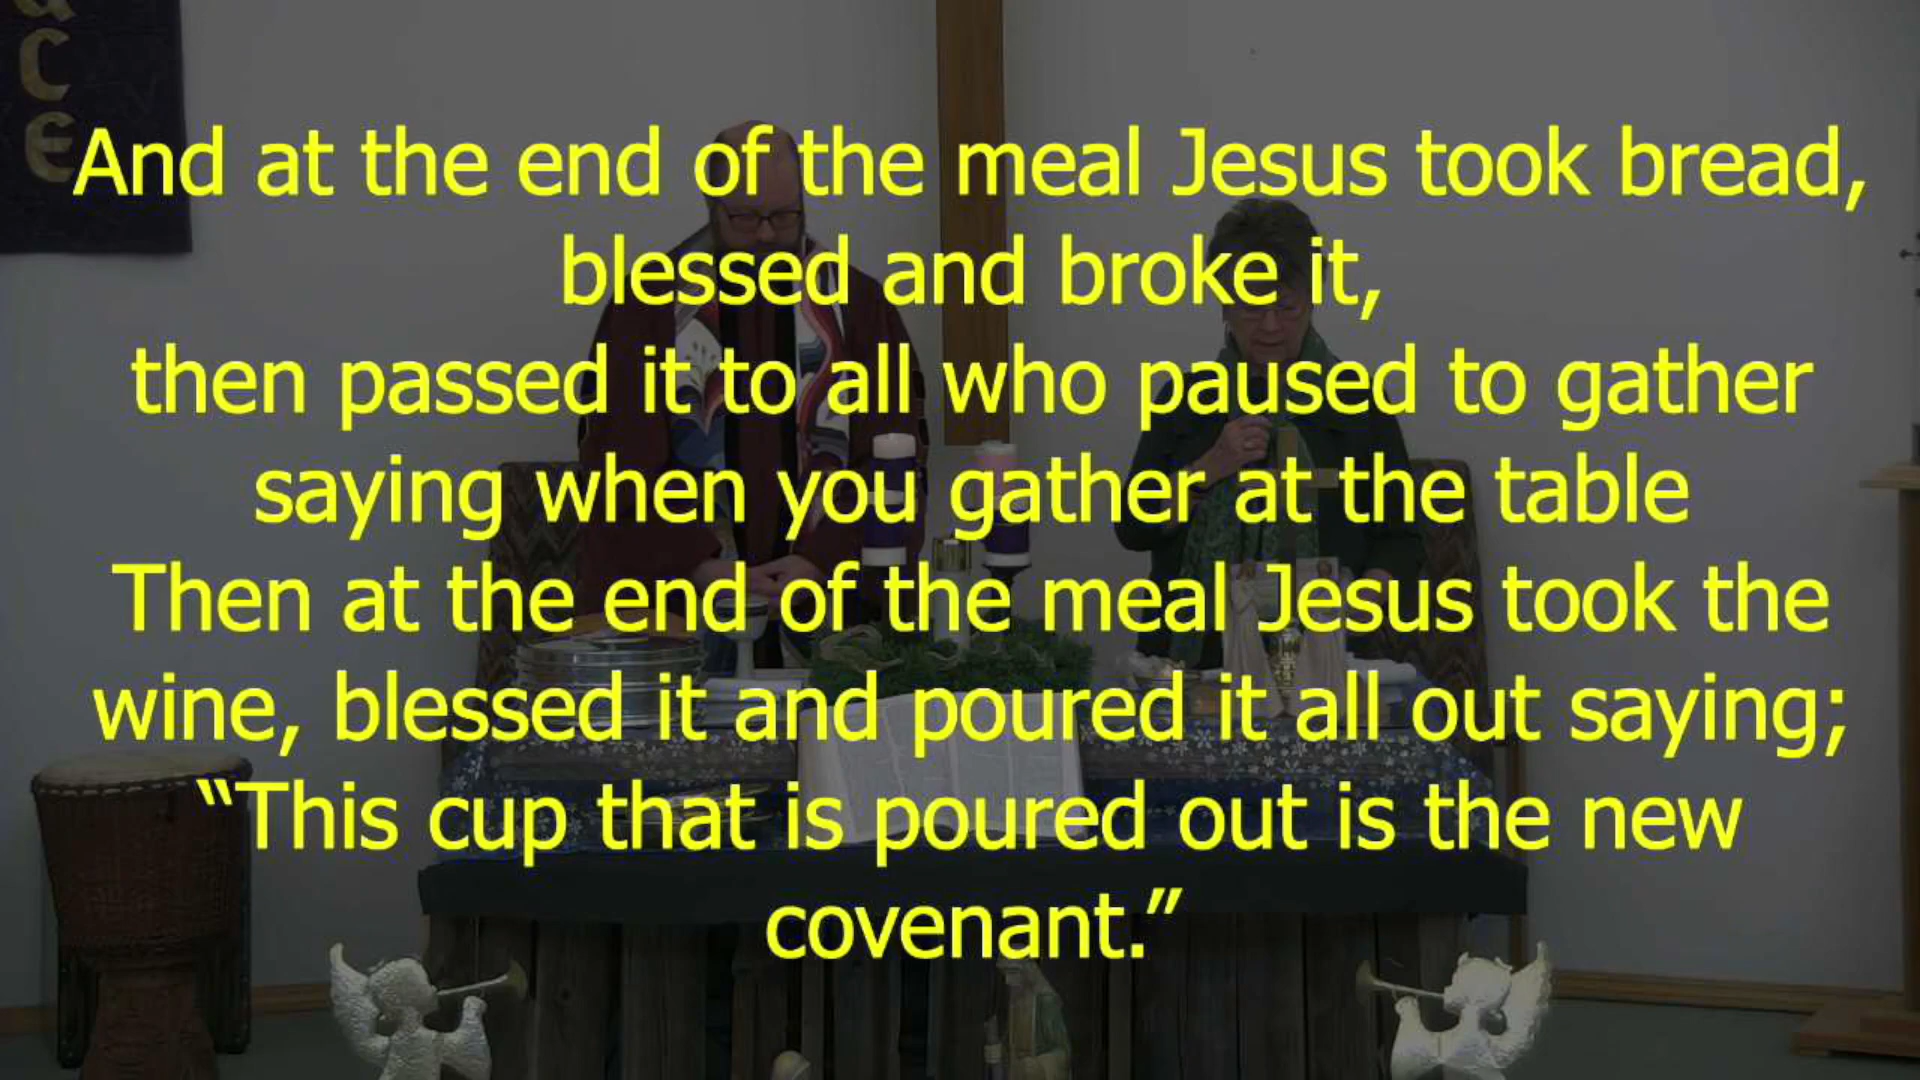 ace
And at the end of the meal Jesus took bread,
blessed and broke it,
then passed it to all who paused to gather
saying when you gather at the table
Then at the end of the meal Jesus took the
wine, blessed it and poured it all out saying;
“This cup that is poured out is the new
covenant.”